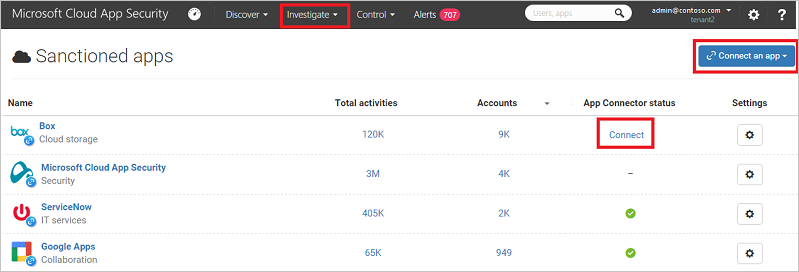 Microsoft Cloud App Security Discover Investigate Control Alerts 707 Users, apps admin@contoso.com ?
tenant2
Sanctioned apps Connect an app
Name Total activities Accounts App Connector status Settings
box Box 120K 9K Connect
Cloud storage
Microsoft Cloud App Security 3M 4K –
Security
ServiceNow 405K 2K
IT services
Google Apps 65K 949
Collaboration